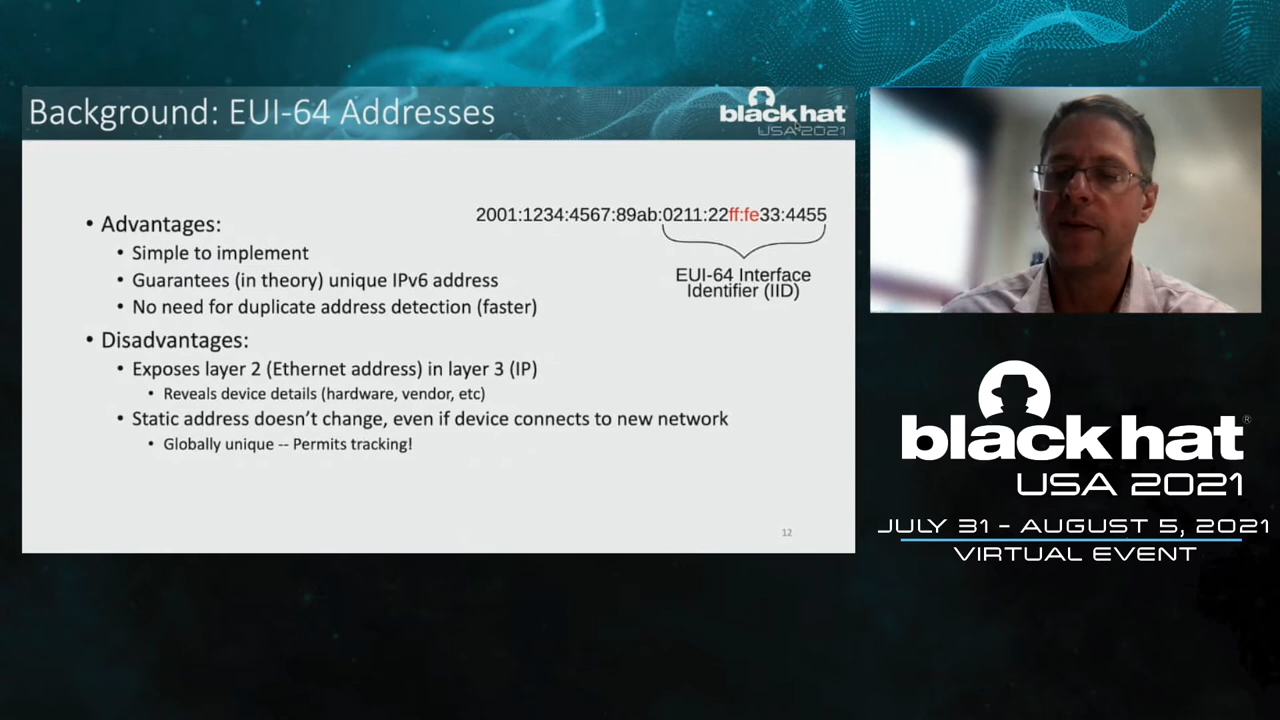 Background: EUI-64 Addresses
black hat
USA 2021
• Advantages:
• Simple to implement
• Guarantees (in theory) unique IPv6 address
• No need for duplicate address detection (faster)
2001:1234:4567:89ab:0211:22ff:fe33:4455
EUI-64 Interface
Identifier (IID)
• Disadvantages:
• Exposes layer 2 (Ethernet address) in layer 3 (IP)
• Reveals device details (hardware, vendor, etc)
• Static address doesn't change, even if device connects to new network
• Globally unique -- Permits tracking!
12
black hat®
USA 2021
JULY 31 - AUGUST 5, 2021
VIRTUAL EVENT